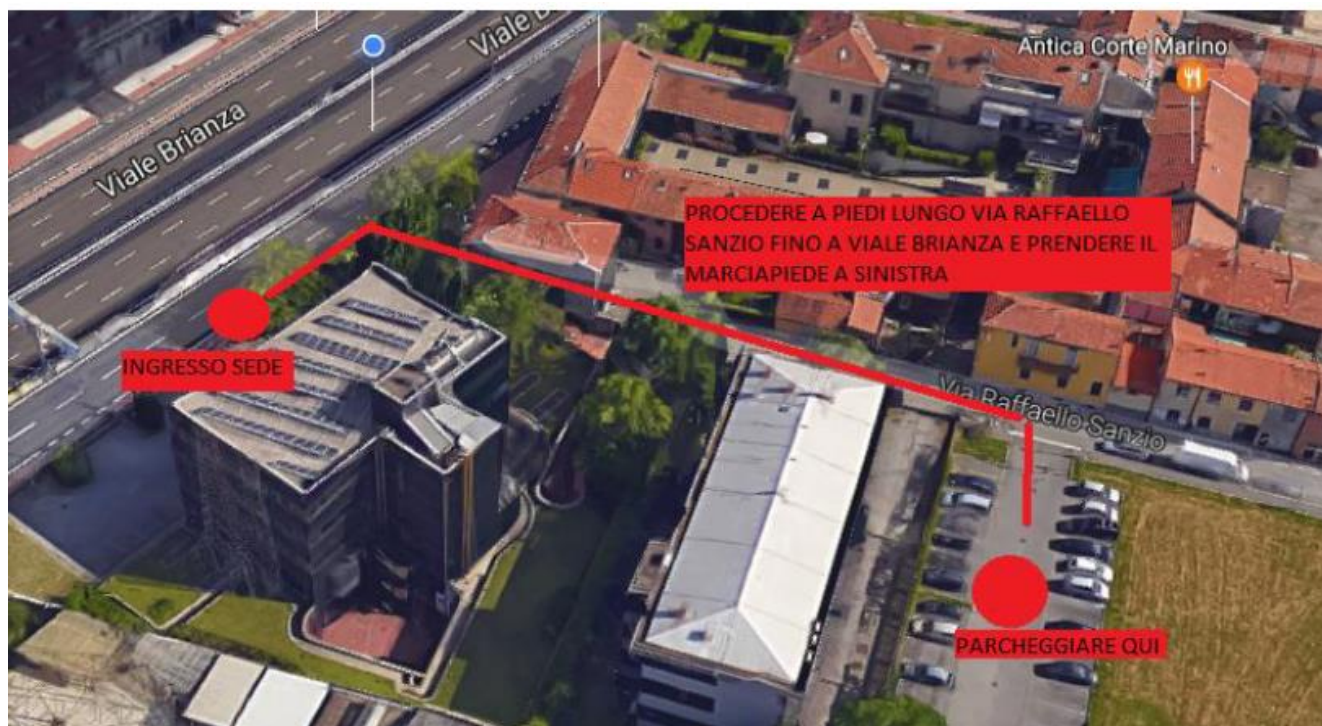 Viale B
Antica Corte Marino
Viale Brianza
PROCEDERE A PIEDI LUNGO VIA RAFFAELLO
SANZIO FINO A VIALE BRIANZA E PRENDERE IL
MARCIAPIEDE A SINISTRA
INGRESSO SEDE
Via Raffaello Sanzio
PARCHEGGIARE QUI